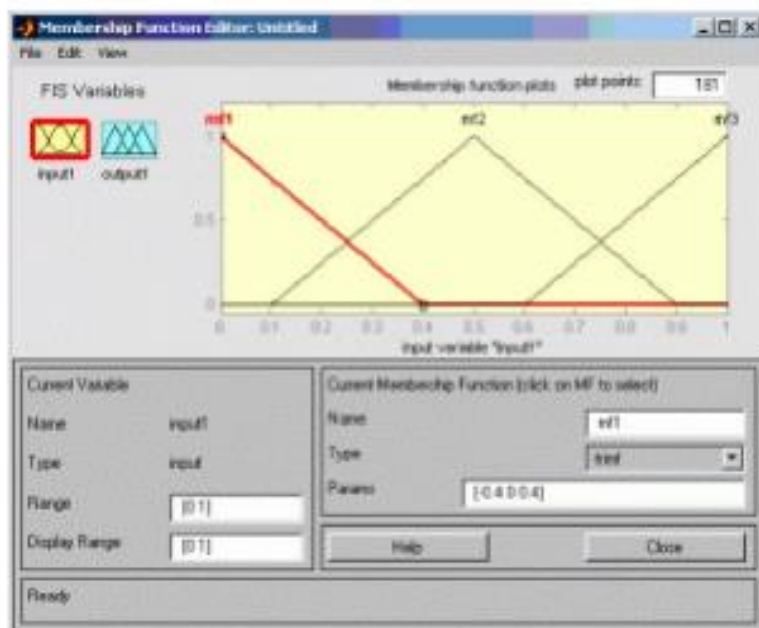 Membership Function Editor: Untitled
File Edit View
FIS Variables
Membership function plots
plot points:
181
input1
output1
mf1
mf2
mf3
1
0.5
0
0
0.1
0.2
0.3
0.4
0.5
0.6
0.7
0.8
0.9
1
input variable "input1"
Current Variable
Name
input1
Type
input
Range
[0 1]
Display Range
[0 1]
Current Membership Function (click on MF to select)
Name
mf1
Type
trimf
Params
[-0.4 0 0.4]
Help
Close
Ready